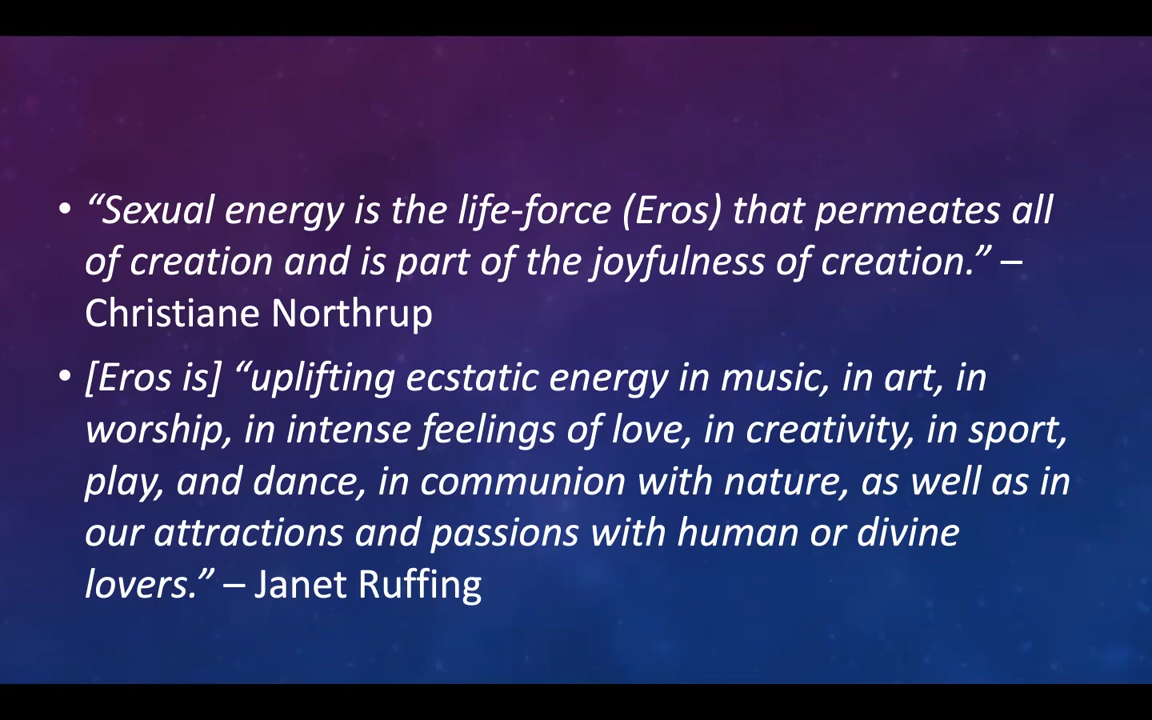 • “Sexual energy is the life-force (Eros) that permeates all
of creation and is part of the joyfulness of creation.” –
Christiane Northrup
• [Eros is] “uplifting ecstatic energy in music, in art, in
worship, in intense feelings of love, in creativity, in sport,
play, and dance, in communion with nature, as well as in
our attractions and passions with human or divine
lovers.” – Janet Ruffing